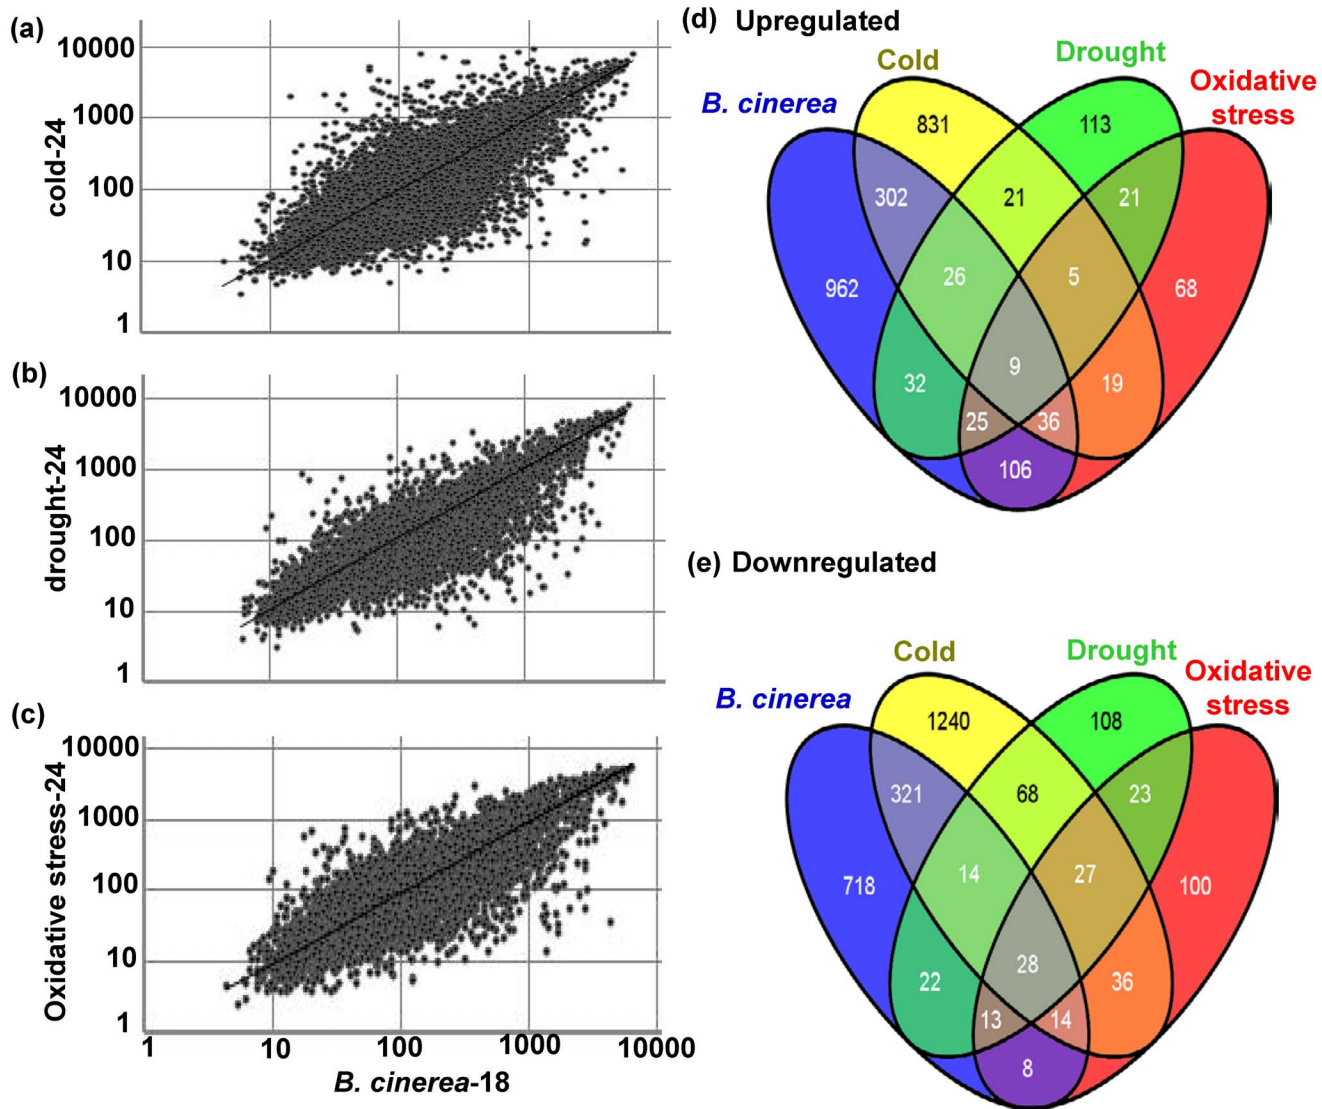 (a)
10000
1000
100
10
1
cold-24
(b)
10000
1000
100
10
1
drought-24
(c)
10000
1000
100
10
1
Oxidative stress-24
1 10 100 1000 10000
B. cinerea-18
(d) Upregulated
Cold
Drought
B. cinerea
Oxidative
stress
831
113
302
21
21
962
26
5
68
9
32
19
25
36
106
(e) Downregulated
Cold
Drought
B. cinerea
Oxidative
stress
1240
108
321
68
23
718
14
27
100
28
22
36
13
14
8